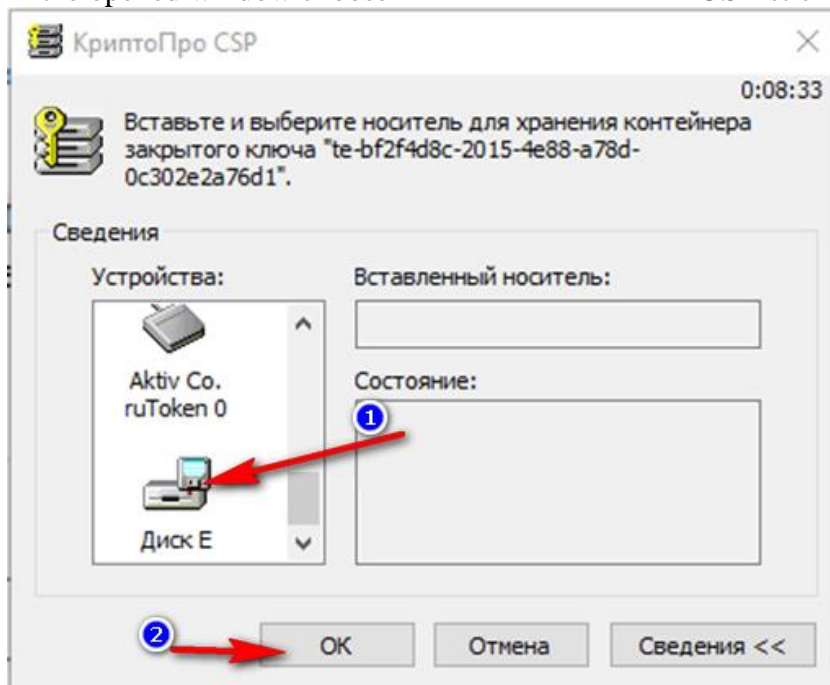 КриптоПро CSP
0:08:33
Вставьте и выберите носитель для хранения контейнера
закрытого ключа "te-bf2f4d8c-2015-4e88-a78d-
0c302e2a76d1".
Сведения
Устройства:
Вставленный носитель:
Aktiv Co.
ruToken 0
Состояние:
1
Диск E
2
ОК
Отмена
Сведения <<